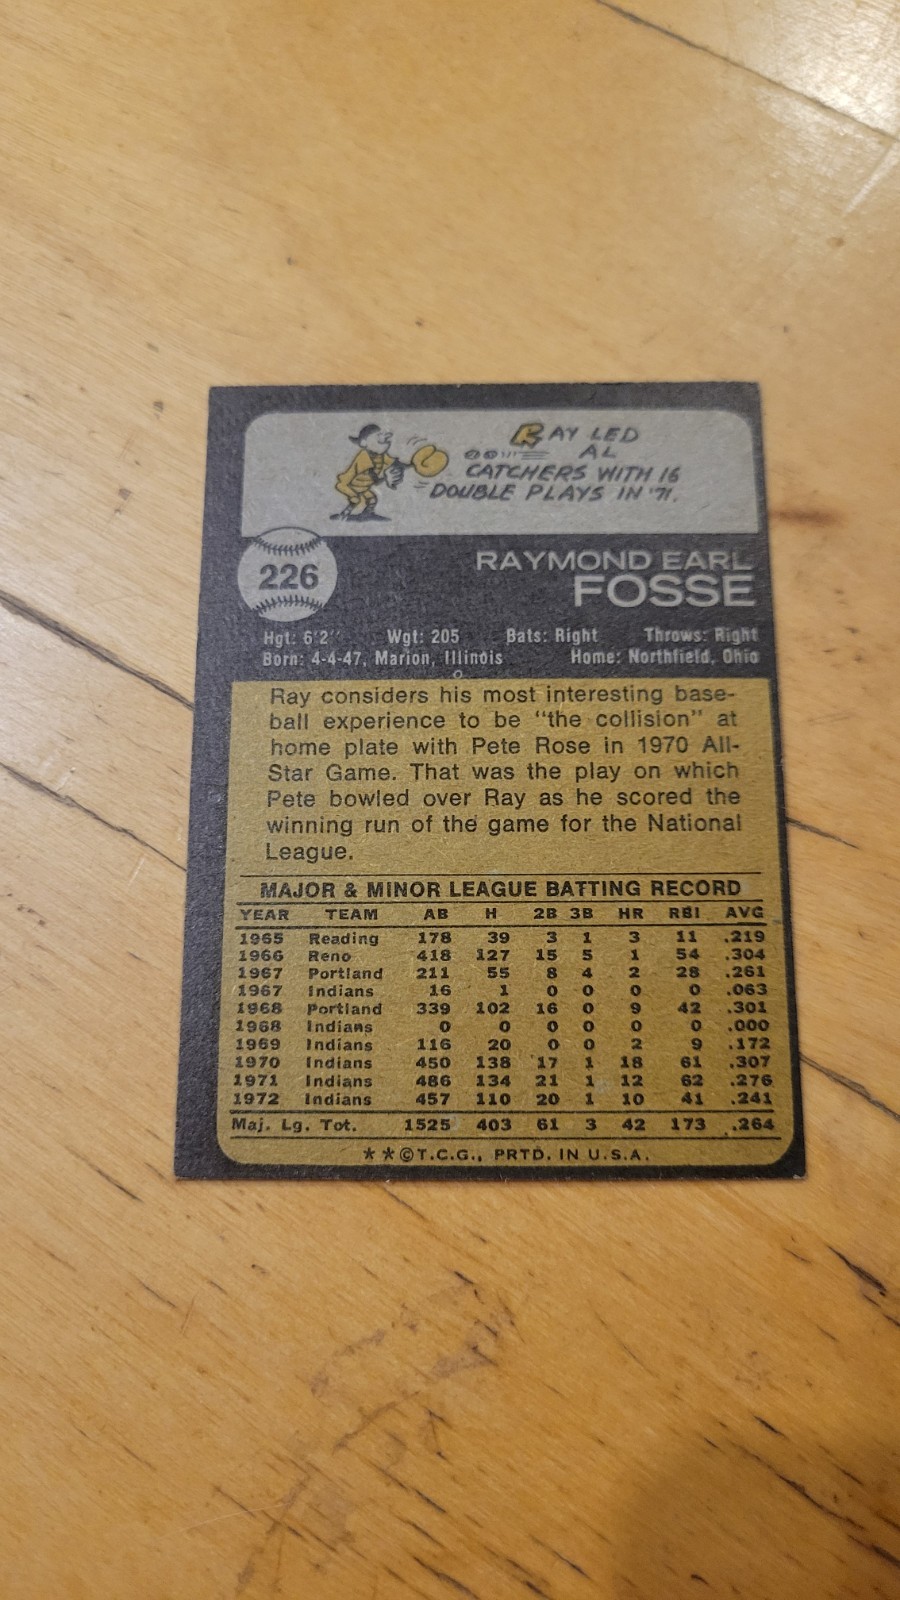 RAY LED
AL
CATCHERS WITH 16
DOUBLE PLAYS IN '71.
226
RAYMOND EARL
FOSSE
Hgt: 6'2" Wgt: 205 Bats: Right Throws: Right
Born: 4-4-47, Marion, Illinois Home: Northfield, Ohio
Ray considers his most interesting base-
ball experience to be "the collision" at
home plate with Pete Rose in 1970 All-
Star Game. That was the play on which
Pete bowled over Ray as he scored the
winning run of the game for the National
League.
MAJOR & MINOR LEAGUE BATTING RECORD
YEAR TEAM AB H 2B 3B HR RBI AVG
1965 Reading 178 39 3 1 3 11 .219
1966 Reno 418 127 15 5 1 54 .304
1967 Portland 211 55 8 4 2 28 .261
1967 Indians 16 1 0 0 0 0 .063
1968 Portland 339 102 16 0 9 42 .301
1968 Indians 0 0 0 0 0 0 .000
1969 Indians 116 20 0 0 2 9 .172
1970 Indians 450 138 17 1 18 61 .307
1971 Indians 486 134 21 1 12 62 .276
1972 Indians 457 110 20 1 10 41 .241
Maj. Lg. Tot. 1525 403 61 3 42 173 .264
**©T.C.G., PRTD. IN U.S.A.